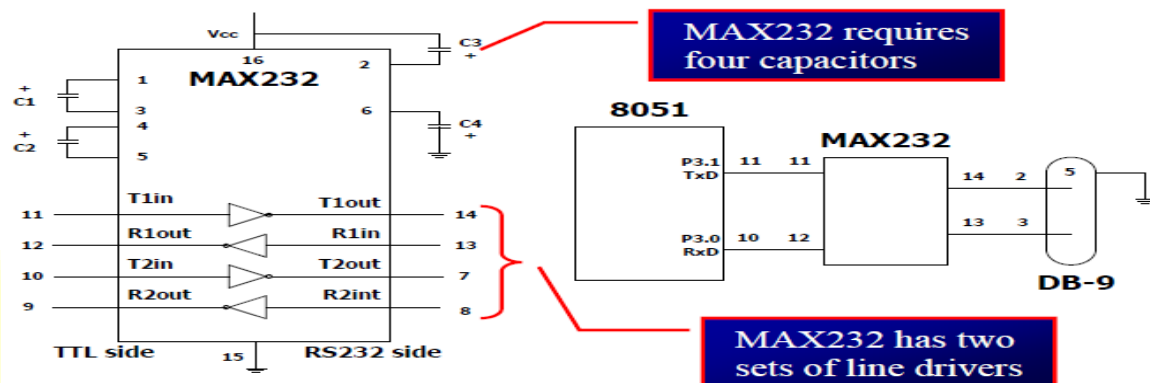 Vcc
C3
+
MAX232 requires
four capacitors
16
2
MAX232
1
+
C1
3
6
4
+
C2
5
C4
+
8051
MAX232
P3.1 11 11
TxD
14 2 5
T1in T1out
11 14
R1out R1in
12 13
13 3
P3.0 10 12
RxD
T2in T2out
10 7
DB-9
R2out R2int
9 8
TTL side 15 RS232 side
MAX232 has two
sets of line drivers